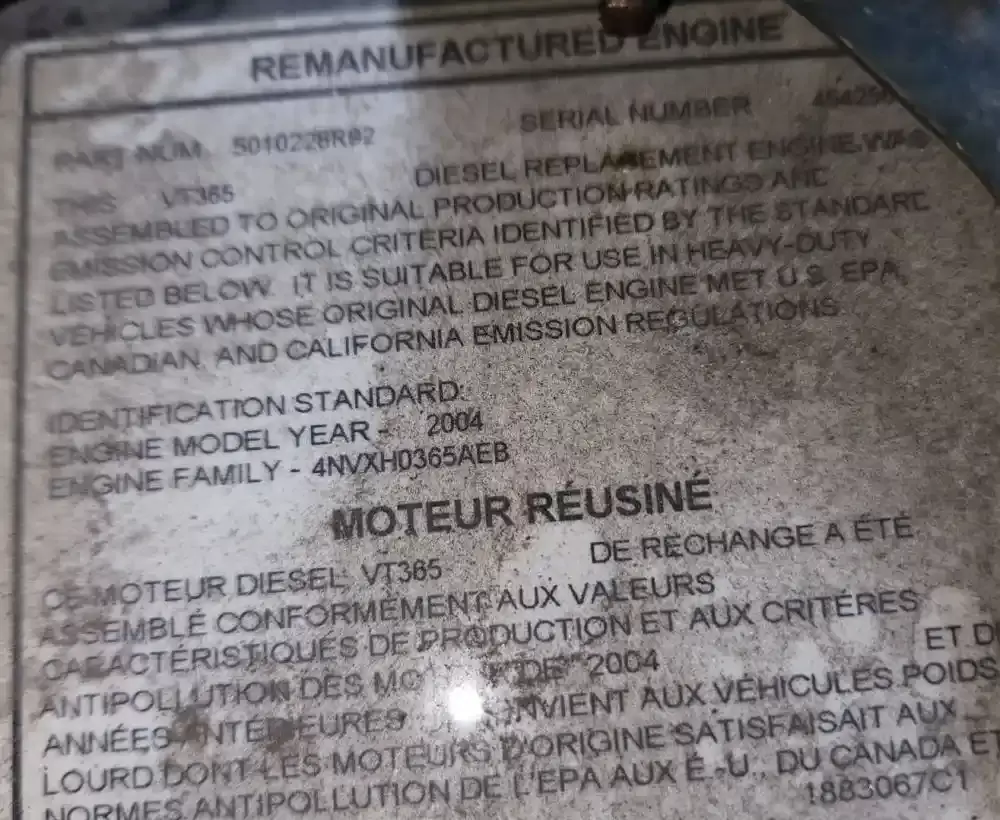 REMANUFACTURED ENGINE
PART NUM 5010228R92 SERIAL NUMBER
THIS VT365 DIESEL REPLACEMENT ENGINE WAS
ASSEMBLED TO ORIGINAL PRODUCTION RATINGS AND
EMISSION CONTROL CRITERIA IDENTIFIED BY THE STANDARD
LISTED BELOW. IT IS SUITABLE FOR USE IN HEAVY-DUTY
VEHICLES WHOSE ORIGINAL DIESEL ENGINE MET U.S. EPA,
CANADIAN, AND CALIFORNIA EMISSION REGULATIONS.
IDENTIFICATION STANDARD:
ENGINE MODEL YEAR - 2004
ENGINE FAMILY - 4NVXH0365AEB
MOTEUR RÉUSINÉ
CE MOTEUR DIESEL VT365 DE RECHANGE A ÉTÉ
ASSEMBLÉ CONFORMÉMENT AUX VALEURS
CARACTÉRISTIQUES DE PRODUCTION ET AUX CRITÈRES
ANTIPOLLUTION DES DE 2004 ET D
ANNÉES ANTÉRIEURES AUX VÉHICULES POIDS
LOURD DONT LES MOTEURS D'ORIGINE SATISFAISAIT AUX
NORMES ANTIPOLLUTION DE L'EPA AUX É.-U., DU CANADA ET
1883067C1